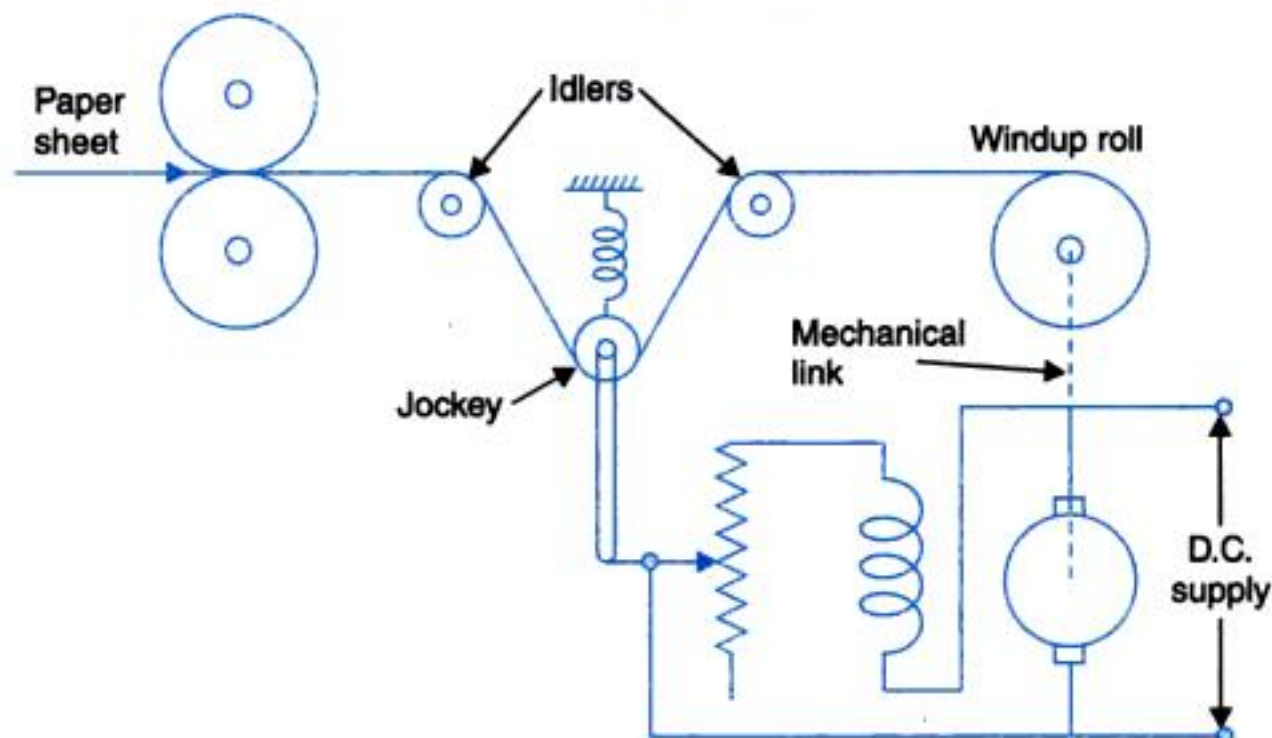 Paper
sheet
Idlers
Windup roll
Mechanical
link
Jockey
D.C.
supply